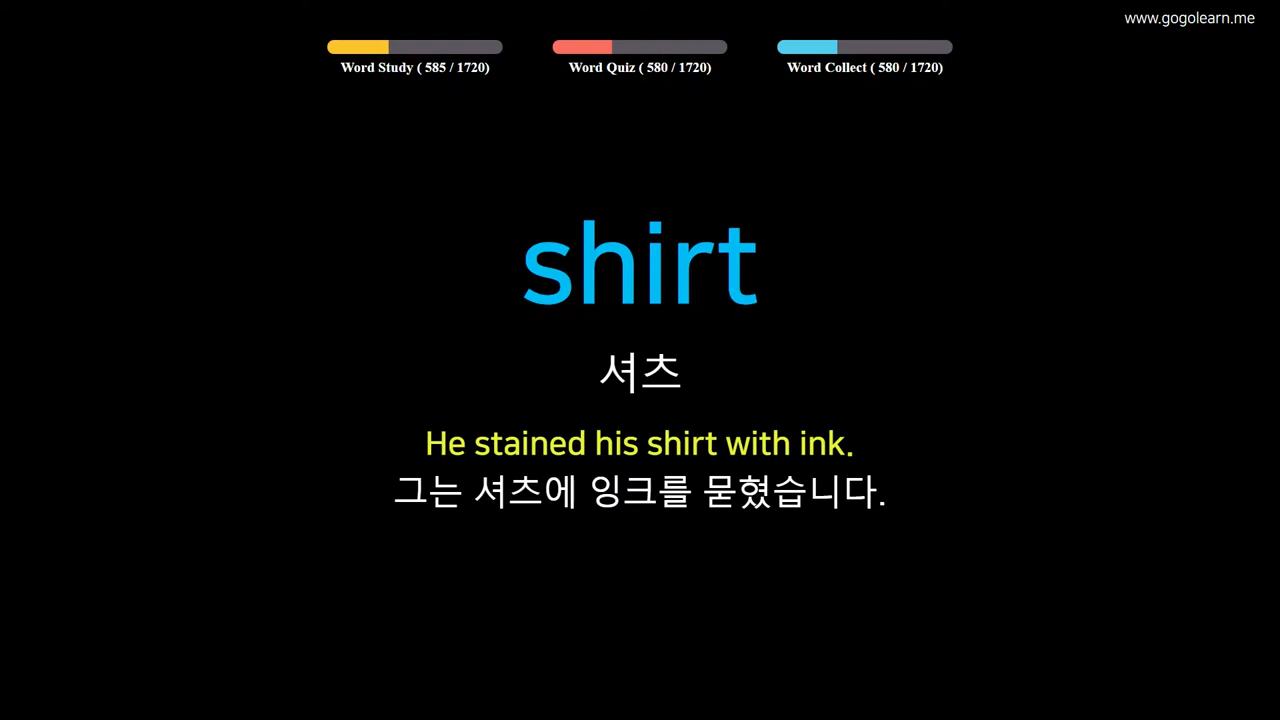 www.gogolearn.me
Word Study ( 585 / 1720)
Word Quiz ( 580 / 1720)
Word Collect ( 580 / 1720)
shirt
셔츠
He stained his shirt with ink.
그는 셔츠에 잉크를 묻혔습니다.